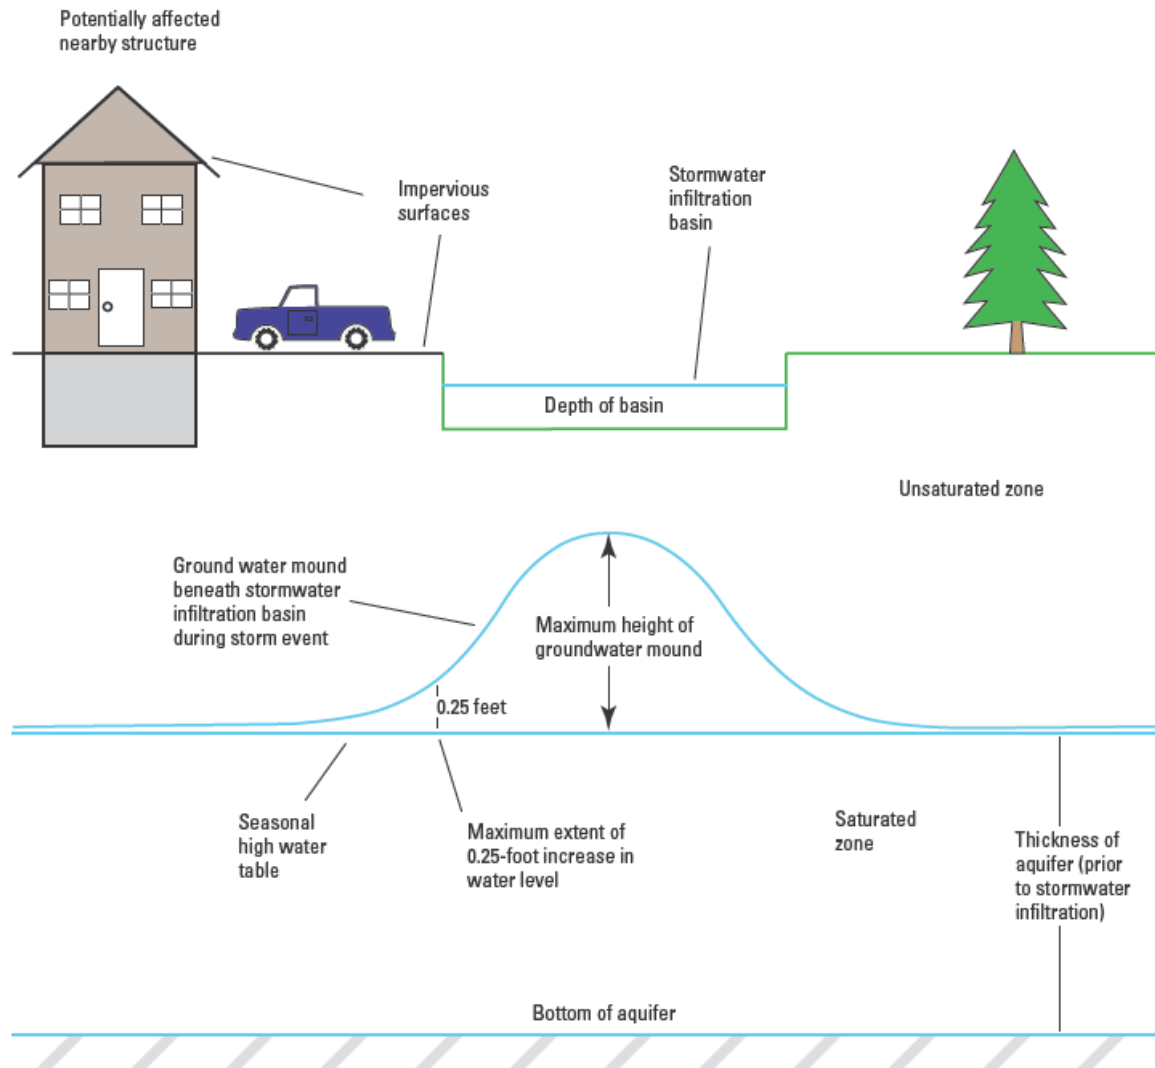 Potentially affected
nearby structure
Impervious
surfaces
Stormwater
infiltration
basin
Depth of basin
Unsaturated zone
Ground water mound
beneath stormwater
infiltration basin
during storm event
Maximum height of
groundwater mound
0.25 feet
Seasonal
high water
table
Maximum extent of
0.25-foot increase in
water level
Saturated
zone
Thickness of
aquifer (prior
to stormwater
infiltration)
Bottom of aquifer